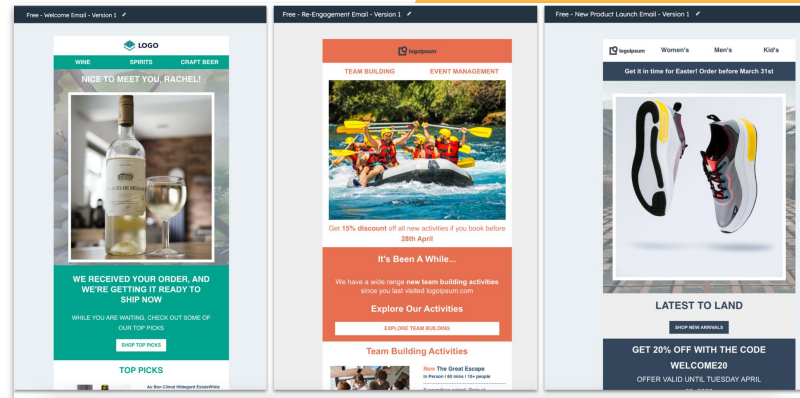 Free - Welcome Email - Version 1
LOGO
WINE SPIRITS CRAFT BEER
NICE TO MEET YOU, RACHEL!
WE RECEIVED YOUR ORDER, AND
WE'RE GETTING IT READY TO
SHIP NOW
WHILE YOU ARE WAITING, CHECK OUT SOME OF
OUR TOP PICKS
SHOP TOP PICKS
TOP PICKS
Free - Re-Engagement Email - Version 1
logoipsum
TEAM BUILDING EVENT MANAGEMENT
Get 15% discount off all new activities if you book before
28th April
It's Been A While...
We have a wide range new team building activities
since you last visited logoipsum.com
Explore Our Activities
EXPLORE TEAM BUILDING
Team Building Activities
New The Great Escape
In-Person I 60 mins I 10+ people
Free - New Product Launch Email - Version 1
logoipsum Women's Men's Kid's
Get it in time for Easter! Order before March 31st
LATEST TO LAND
SHOP NEW ARRIVALS
GET 20% OFF WITH THE CODE
WELCOME20
OFFER VALID UNTIL TUESDAY APRIL